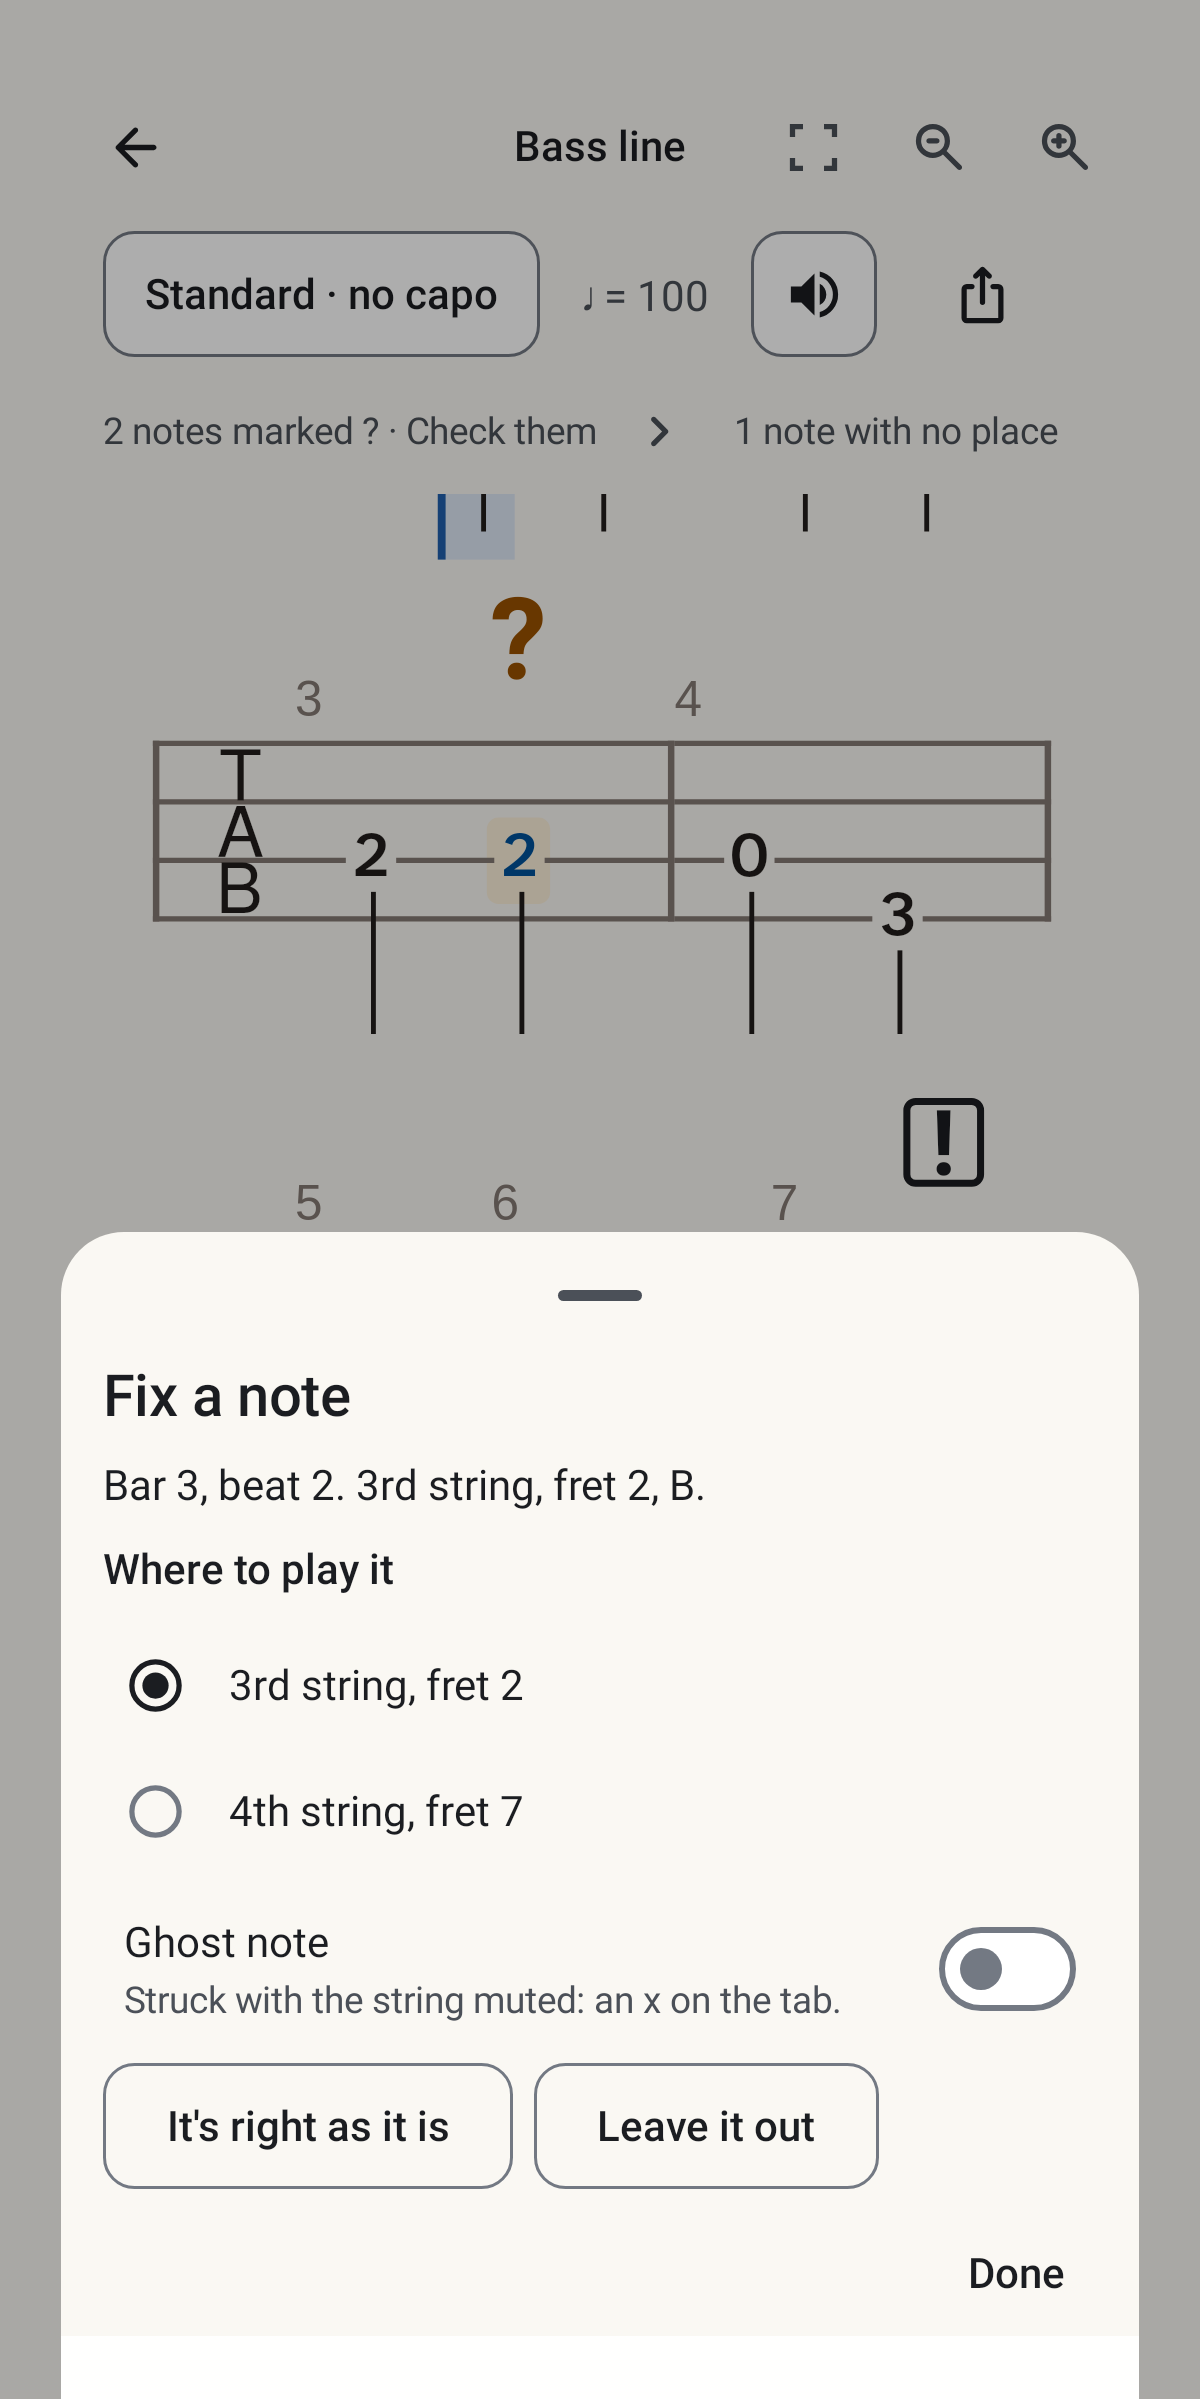 Bass line
Standard · no capo
♩ = 100
2 notes marked ? · Check them
1 note with no place
?
3 4
T
A
B
2 2 0
3
!
5 6 7
Fix a note
Bar 3, beat 2. 3rd string, fret 2, B.
Where to play it
3rd string, fret 2
4th string, fret 7
Ghost note
Struck with the string muted: an x on the tab.
It's right as it is
Leave it out
Done